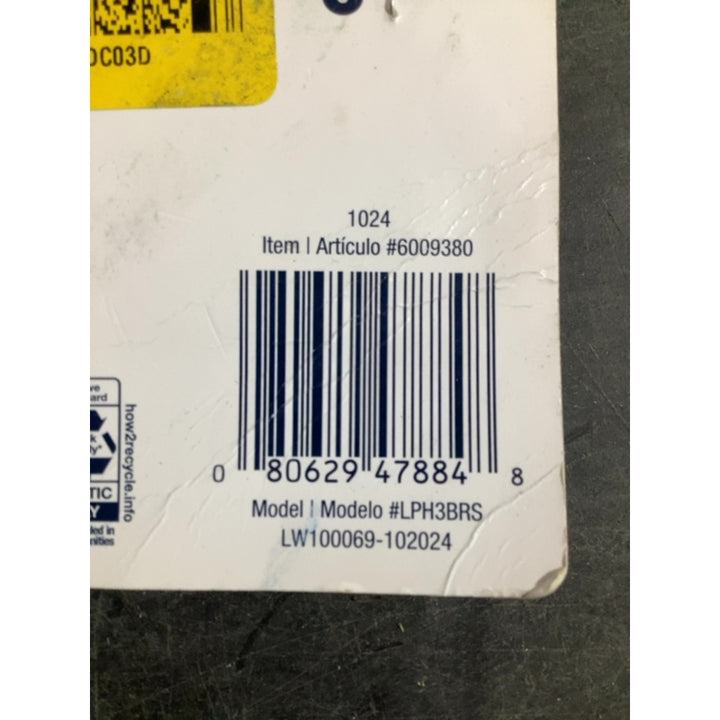 DC03D
1024
Item | Artículo #6009380
how2recycle.info
0 80629 47884 8
Model | Modelo #LPH3BRS
LW100069-102024